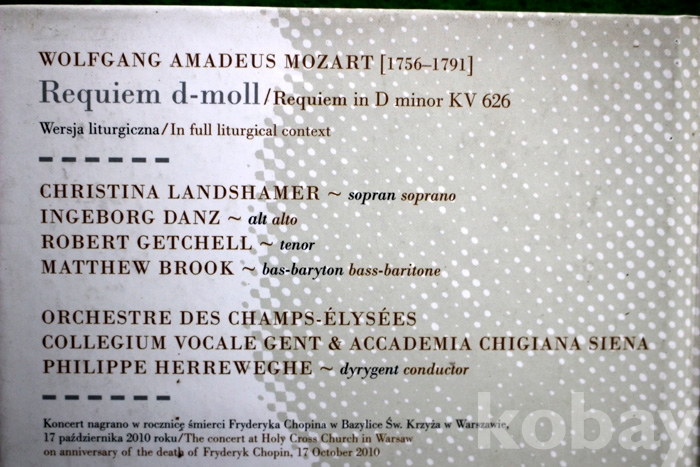 WOLFGANG AMADEUS MOZART [1756–1791]
Requiem d-moll/Requiem in D minor KV 626
Wersja liturgiczna/In full liturgical context
CHRISTINA LANDSHAMER ~ sopran soprano
INGEBORG DANZ ~ alt alto
ROBERT GETCHELL ~ tenor
MATTHEW BROOK ~ bas-baryton bass-baritone
ORCHESTRE DES CHAMPS-ÉLYSÉES
COLLEGIUM VOCALE GENT & ACCADEMIA CHIGIANA SIENA
PHILIPPE HERREWEGHE ~ dyrygent conductor
Koncert nagrano w rocznicę śmierci Fryderyka Chopina w Bazylice Św. Krzyża w Warszawie,
17 października 2010 roku/The concert at Holy Cross Church in Warsaw
on anniversary of the death of Fryderyk Chopin, 17 October 2010
kobay